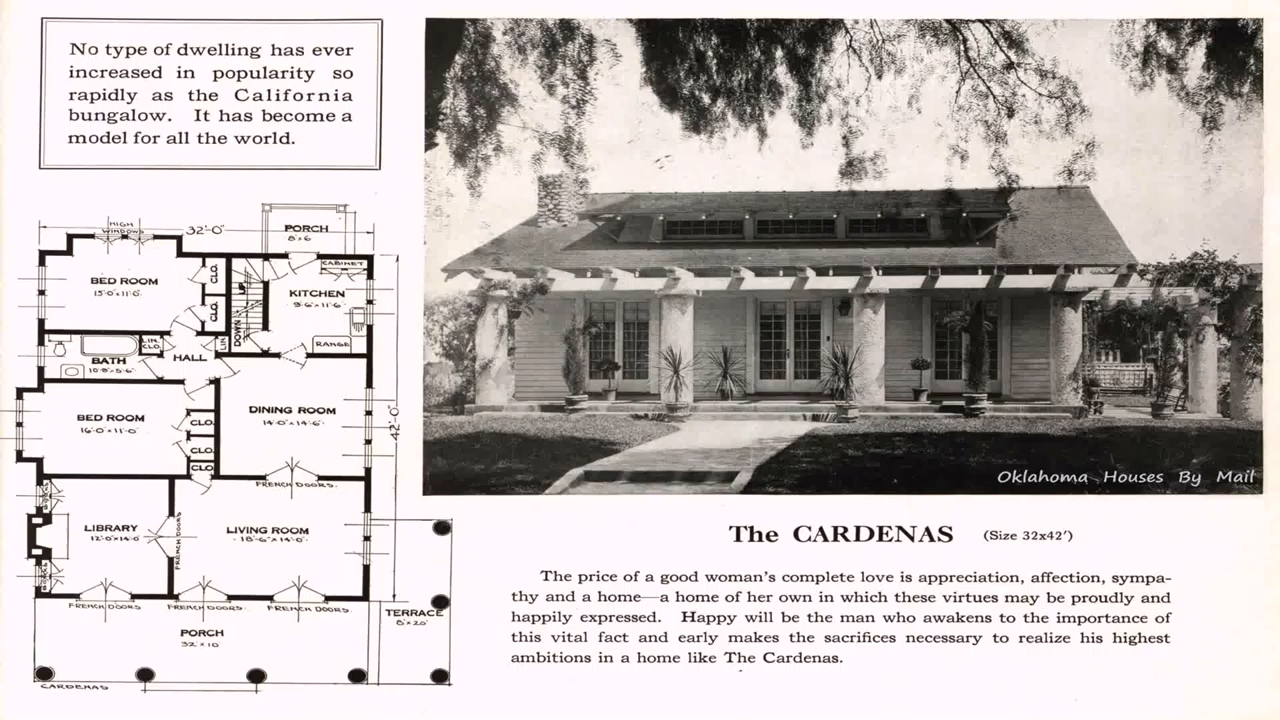 No type of dwelling has ever
increased in popularity so
rapidly as the California
bungalow. It has become a
model for all the world.
HIGH
WINDOWS
32'-0"
PORCH
8'x6'
BED ROOM
15'-0"x11'-0"
CLO.
CLO.
DOWN
CABINET
KITCHEN
9'-6"x11'-6"
RANGE
BATH
10'-8"x5'-6"
LIN.
CLO.
HALL
LIN
BED ROOM
16'-0"x11'-0"
CLO.
CLO.
CLO.
DINING ROOM
14'-0"x14'-6"
42'-0"
FRENCH DOORS.
LIBRARY
12'-0"x14'-0"
FRENCH DOORS
LIVING ROOM
18'-6"x14'-0"
FRENCH DOORS
FRENCH DOORS.
FRENCH DOORS.
TERRACE
8'x20'
PORCH
32'x10'
CARDENAS
Oklahoma Houses By Mail
The CARDENAS (Size 32x42')
The price of a good woman's complete love is appreciation, affection, sympa-
thy and a home—a home of her own in which these virtues may be proudly and
happily expressed. Happy will be the man who awakens to the importance of
this vital fact and early makes the sacrifices necessary to realize his highest
ambitions in a home like The Cardenas.